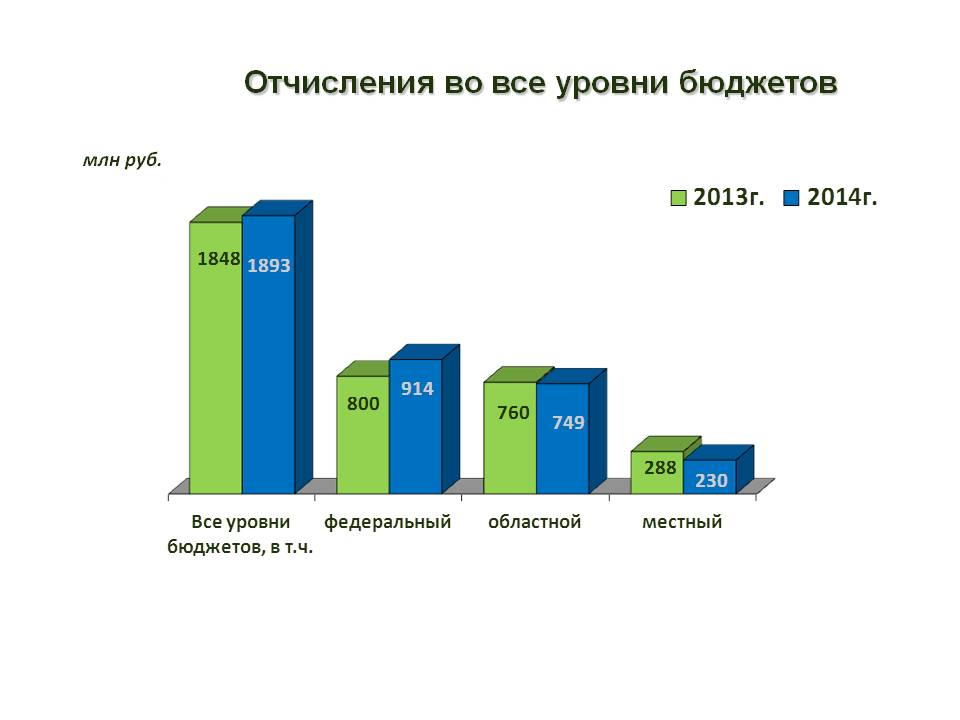 Отчисления во все уровни бюджетов
млн руб.
2013г. 2014г.
1848 1893
800 914
760 749
288 230
Все уровни бюджетов, в т.ч.
федеральный
областной
местный